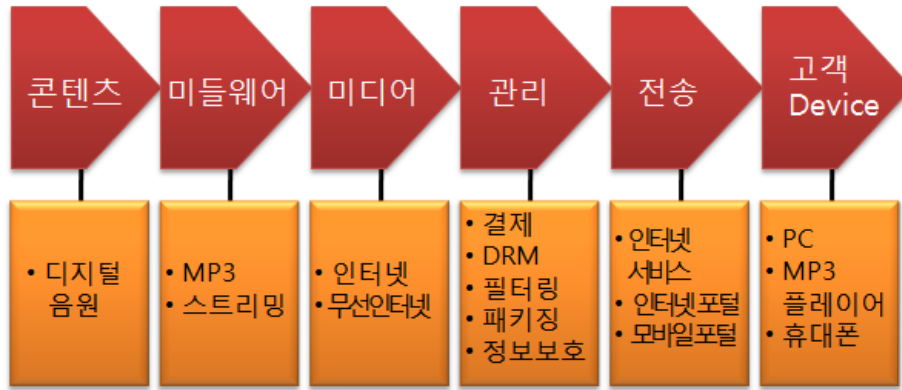 콘텐츠
미들웨어
미디어
관리
전송
고객
Device
• 디지털
음원
• MP3
• 스트리밍
• 인터넷
• 무선인터넷
• 결제
• DRM
• 필터링
• 패키징
• 정보보호
• 인터넷
서비스
• 인터넷포털
• 모바일포털
• PC
• MP3
플레이어
• 휴대폰